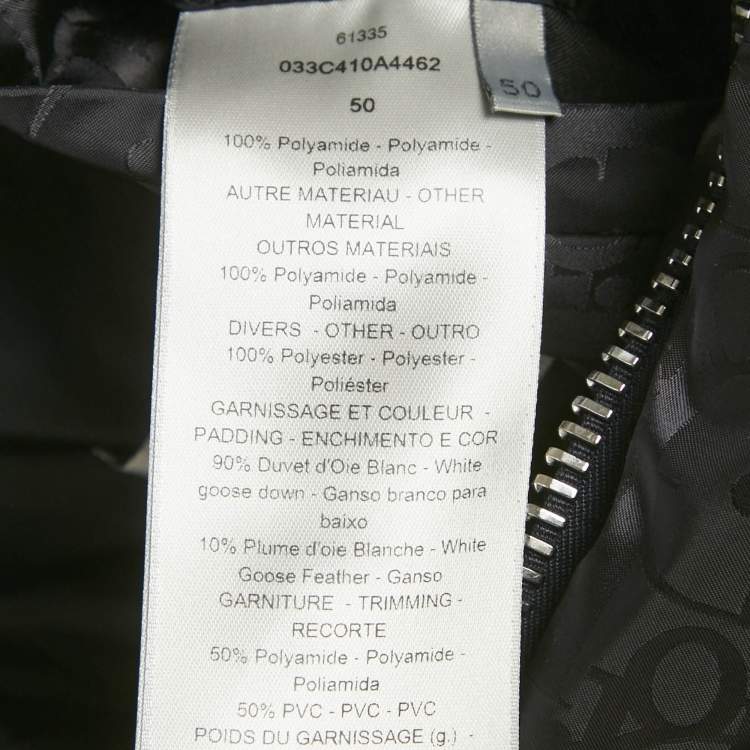 61335
033C410A4462
50
50
100% Polyamide - Polyamide -
Poliamida
AUTRE MATERIAU - OTHER
MATERIAL
OUTROS MATERIAIS
100% Polyamide - Polyamide -
Poliamida
DIVERS - OTHER - OUTRO
100% Polyester - Polyester -
Poliéster
GARNISSAGE ET COULEUR -
PADDING - ENCHIMENTO E COR
90% Duvet d'Oie Blanc - White
goose down - Ganso branco para
baixo
10% Plume d'oie Blanche - White
Goose Feather - Ganso
GARNITURE - TRIMMING -
RECORTE
50% Polyamide - Polyamide -
Poliamida
50% PVC - PVC - PVC
POIDS DU GARNISSAGE (g.) -